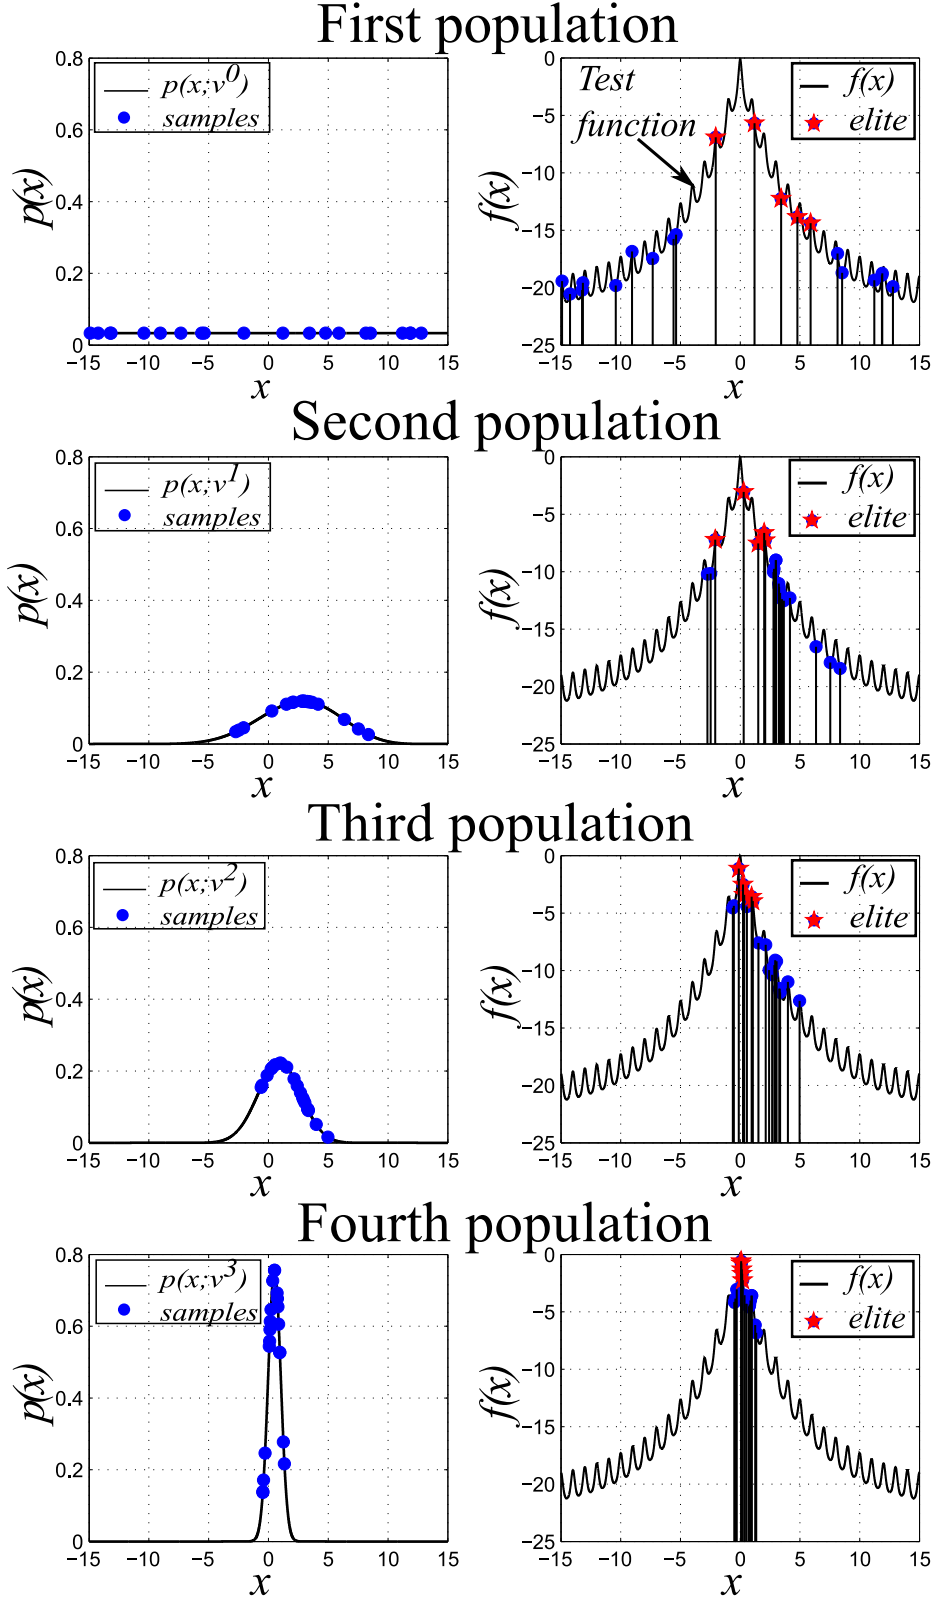 First population
0.8
0.6
0.4
0.2
0
−15 −10 −5 0 5 10 15
p(x)
x
p(x;v^0)
samples
0
−5
−10
−15
−20
−25
−15 −10 −5 0 5 10 15
f(x)
x
Test
function
f(x)
elite
Second population
0.8
0.6
0.4
0.2
0
−15 −10 −5 0 5 10 15
p(x)
x
p(x;v^1)
samples
0
−5
−10
−15
−20
−25
−15 −10 −5 0 5 10 15
f(x)
x
f(x)
elite
Third population
0.8
0.6
0.4
0.2
0
−15 −10 −5 0 5 10 15
p(x)
x
p(x;v^2)
samples
0
−5
−10
−15
−20
−25
−15 −10 −5 0 5 10 15
f(x)
x
f(x)
elite
Fourth population
0.8
0.6
0.4
0.2
0
−15 −10 −5 0 5 10 15
p(x)
x
p(x;v^3)
samples
0
−5
−10
−15
−20
−25
−15 −10 −5 0 5 10 15
f(x)
x
f(x)
elite